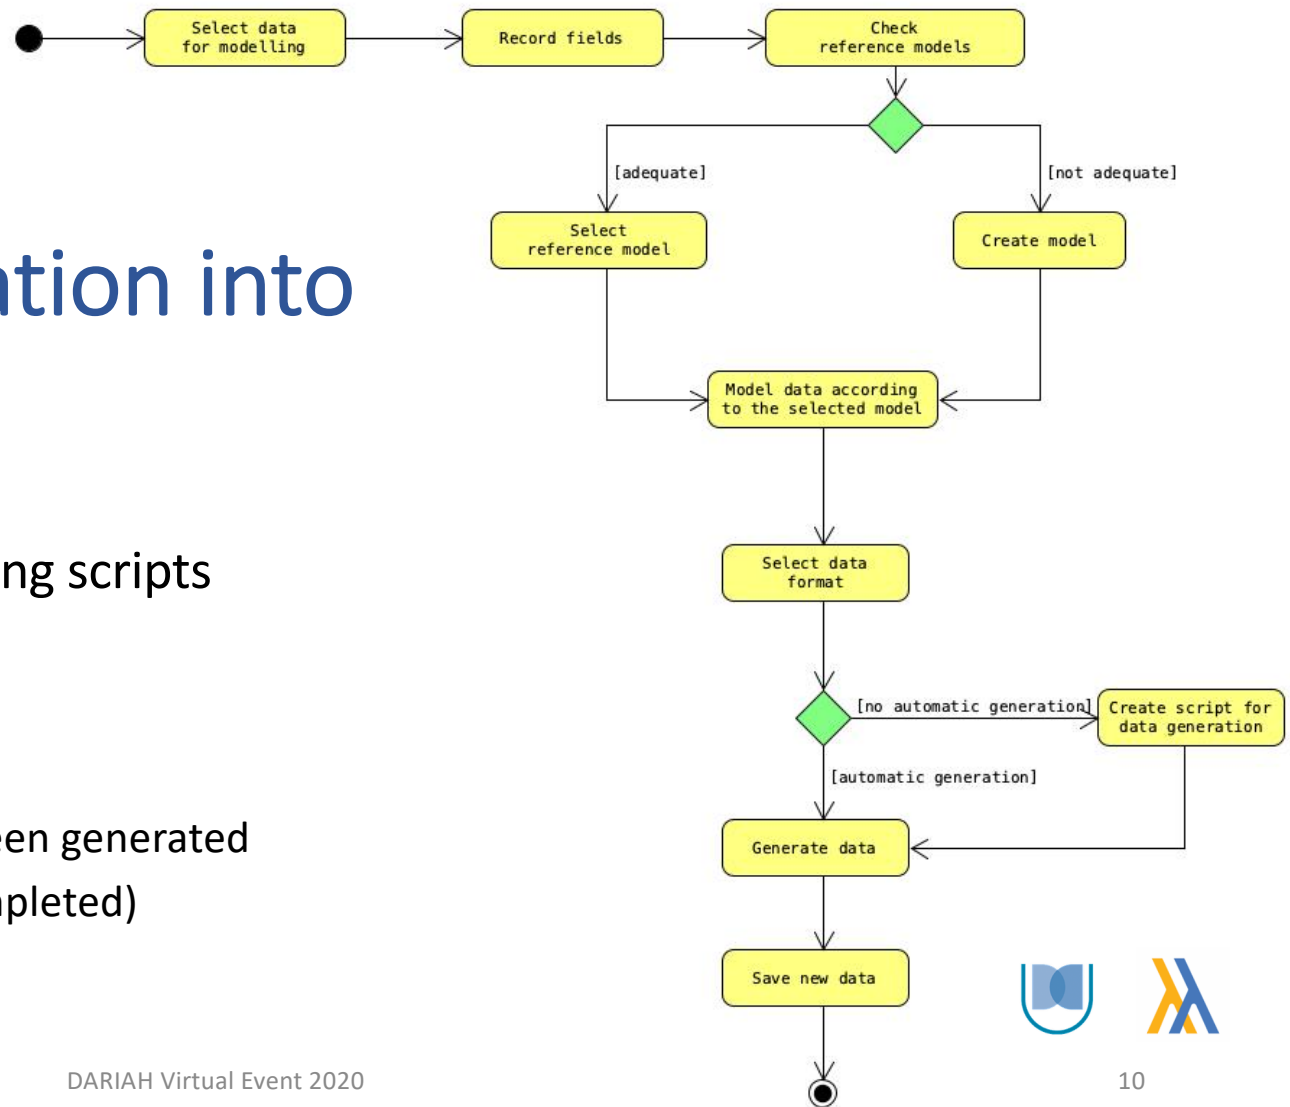 Select data
for modelling
Record fields
Check
reference models
[adequate]
[not adequate]
Select
reference model
Create model
ation into
Model data according
to the selected model
ng scripts
Select data
format
[no automatic generation]
Create script for
data generation
[automatic generation]
een generated
Generate data
pleted)
Save new data
DARIAH Virtual Event 2020
10